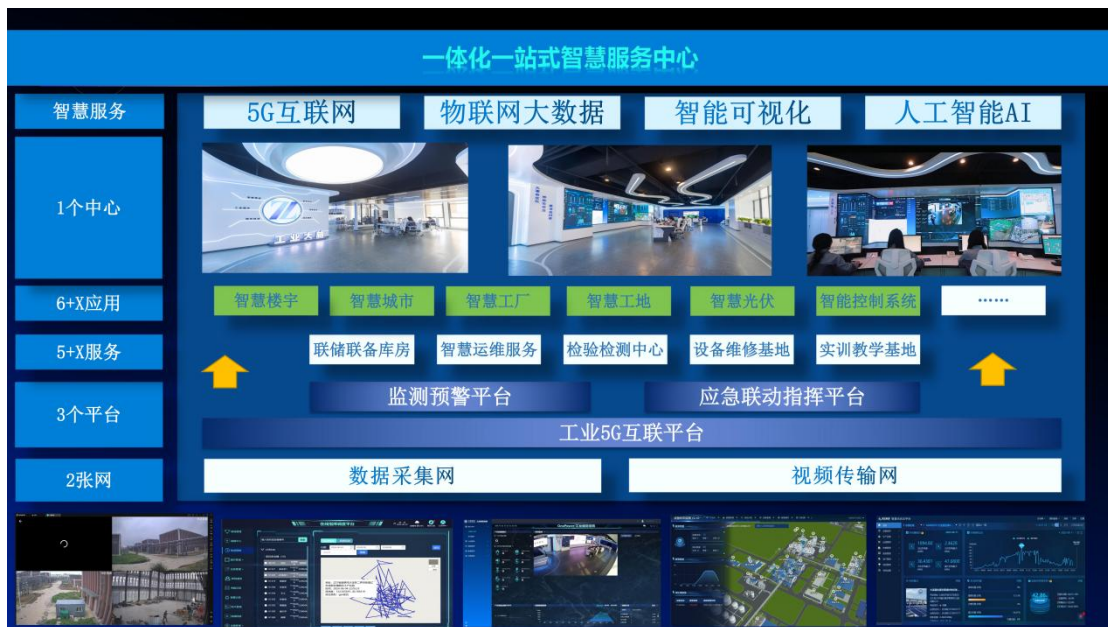 一体化一站式智慧服务中心
智慧服务
5G互联网
物联网大数据
智能可视化
人工智能AI
1个中心
工业大脑
6+X应用
智慧楼宇
智慧城市
智慧工厂
智慧工地
智慧光伏
智能控制系统
……
5+X服务
联储联备库房
智慧运维服务
检验检测中心
设备维修基地
实训教学基地
3个平台
监测预警平台
应急联动指挥平台
工业5G互联平台
2张网
数据采集网
视频传输网